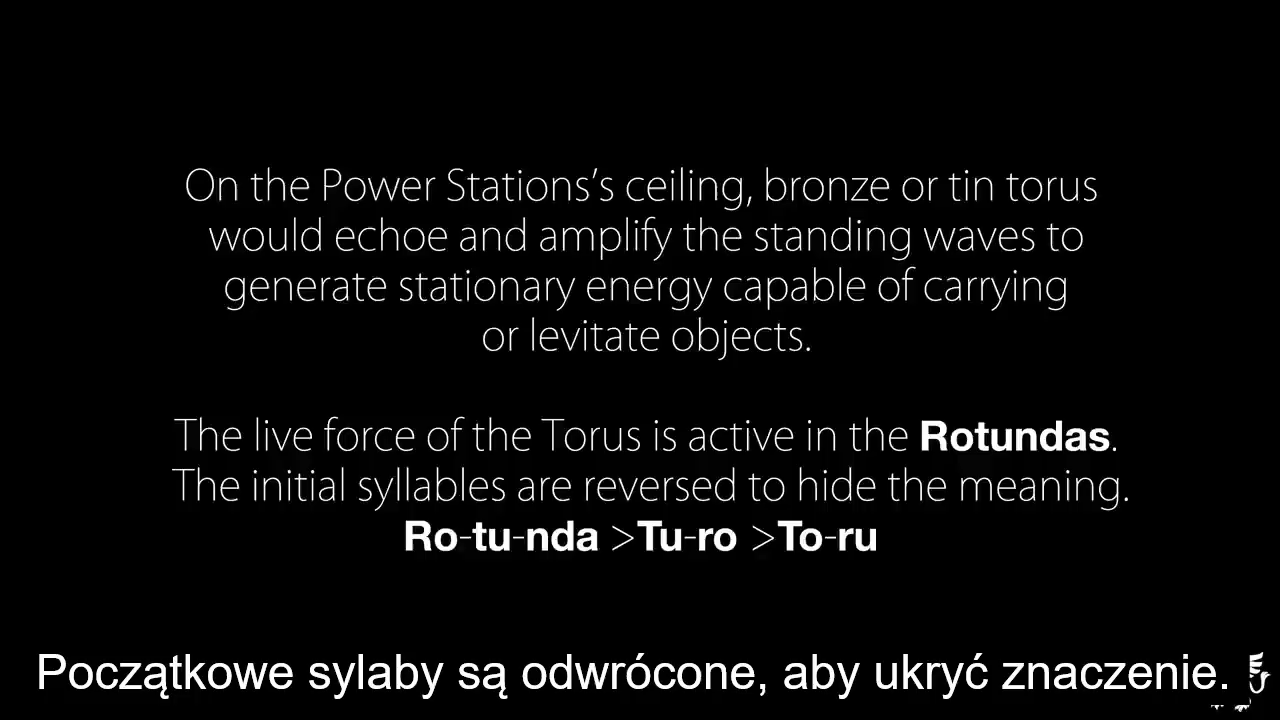 On the Power Stations's ceiling, bronze or tin torus
would echoe and amplify the standing waves to
generate stationary energy capable of carrying
or levitate objects.
The live force of the Torus is active in the Rotundas.
The initial syllables are reversed to hide the meaning.
Ro-tu-nda >Tu-ro >To-ru
Początkowe sylaby są odwrócone, aby ukryć znaczenie.